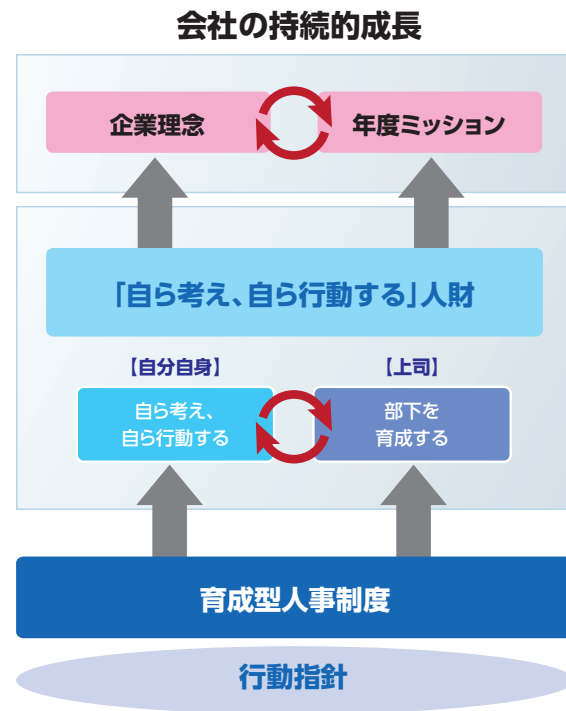 会社の持続的成長
企業理念
年度ミッション
「自ら考え、自ら行動する」人財
【自分自身】
【上司】
自ら考え、
自ら行動する
部下を
育成する
育成型人事制度
行動指針